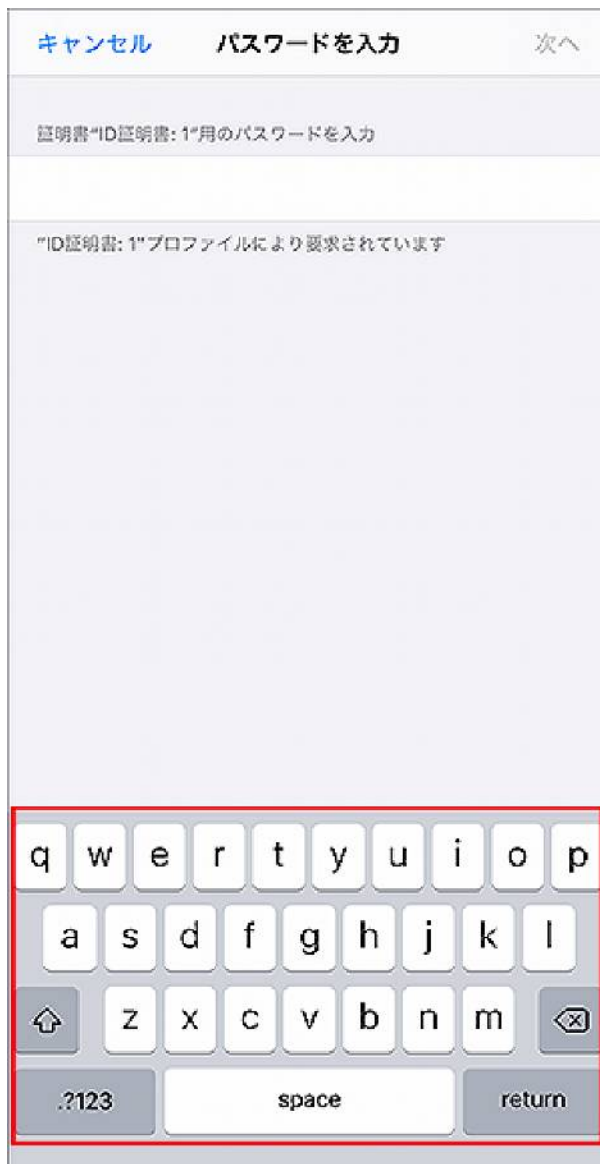 キャンセル パスワードを入力 次へ
証明書“ID証明書: 1”用のパスワードを入力
“ID証明書: 1”プロファイルにより要求されています
q w e r t y u i o p
a s d f g h j k l
z x c v b n m
.?123 space return